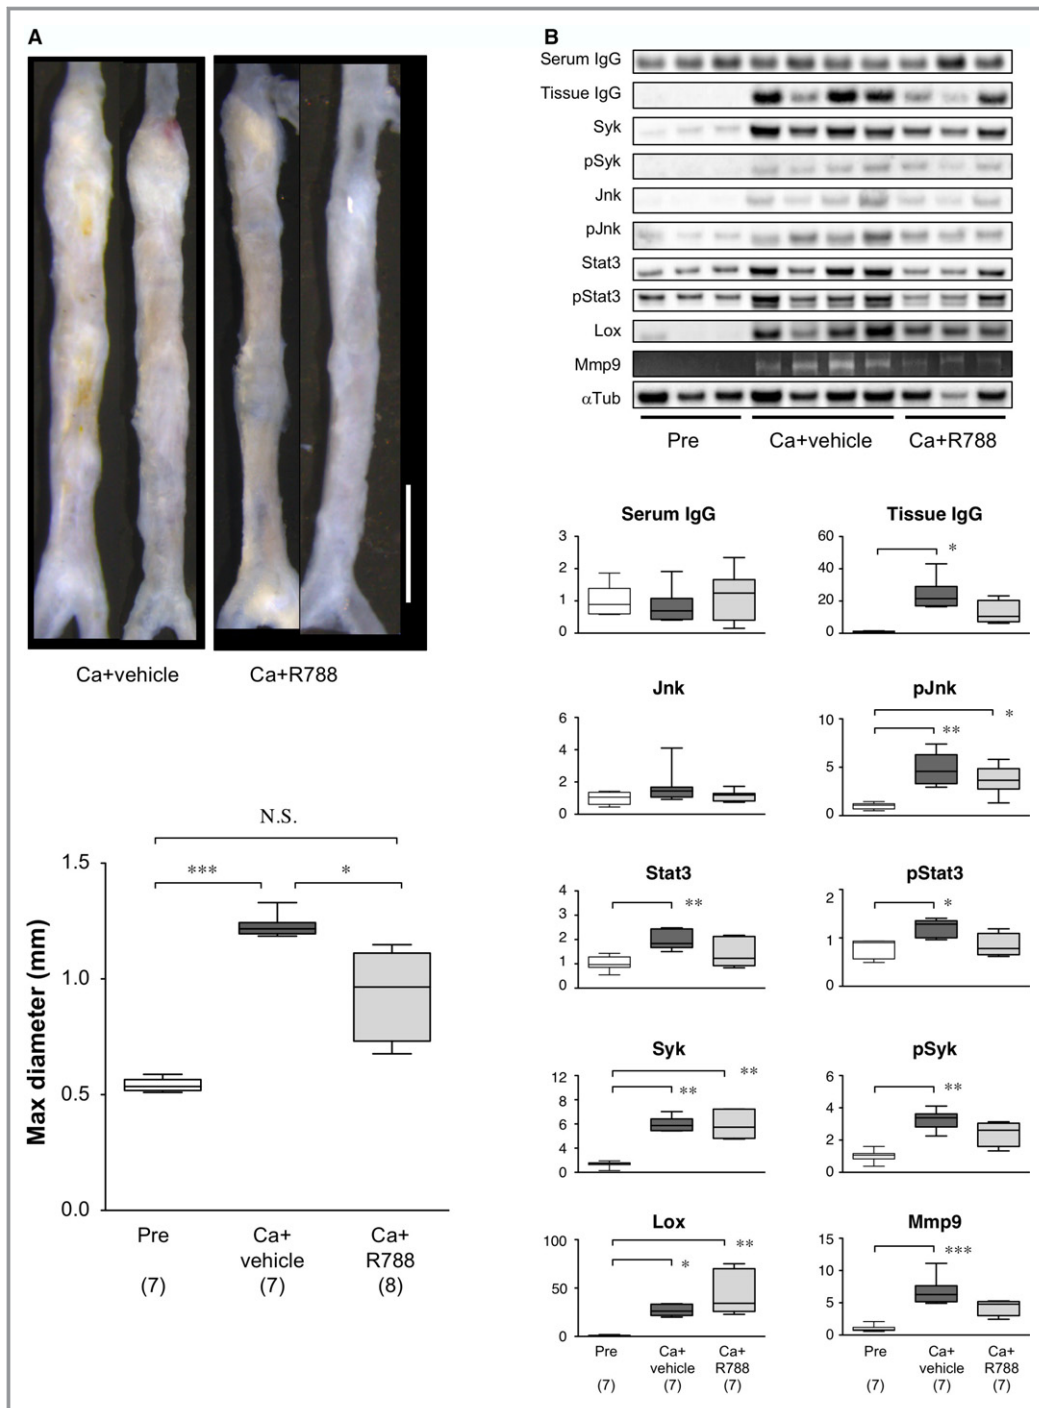 A
Ca+vehicle
Ca+R788
N.S.
***
*
1.5
1.0
0.5
0.0
Max diameter (mm)
Pre
Ca+
vehicle
Ca+
R788
(7)
(7)
(8)
B
Serum IgG
Tissue IgG
Syk
pSyk
Jnk
pJnk
Stat3
pStat3
Lox
Mmp9
αTub
Pre
Ca+vehicle
Ca+R788
Serum IgG
3
2
1
0
Tissue IgG
60
40
20
0
*
Jnk
6
4
2
0
pJnk
10
5
0
*
**
Stat3
4
3
2
1
0
**
pStat3
2
1
0
*
Syk
12
8
6
4
0
**
**
pSyk
6
4
2
0
**
Lox
100
50
0
**
*
Pre
Ca+
vehicle
Ca+
R788
(7)
(7)
(7)
Mmp9
15
10
5
0
***
Pre
Ca+
vehicle
Ca+
R788
(7)
(7)
(7)